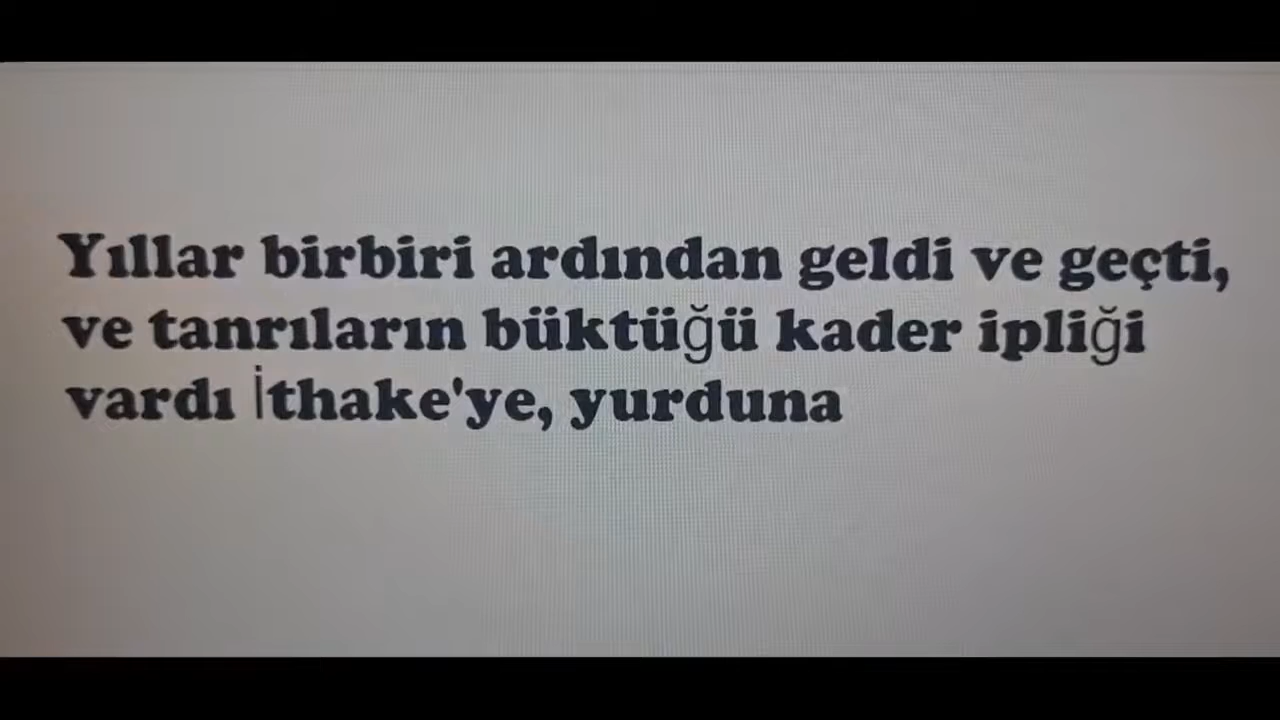 Yıllar birbiri ardından geldi ve geçti,
ve tanrıların büktüğü kader ipliği
vardı İthake'ye, yurduna